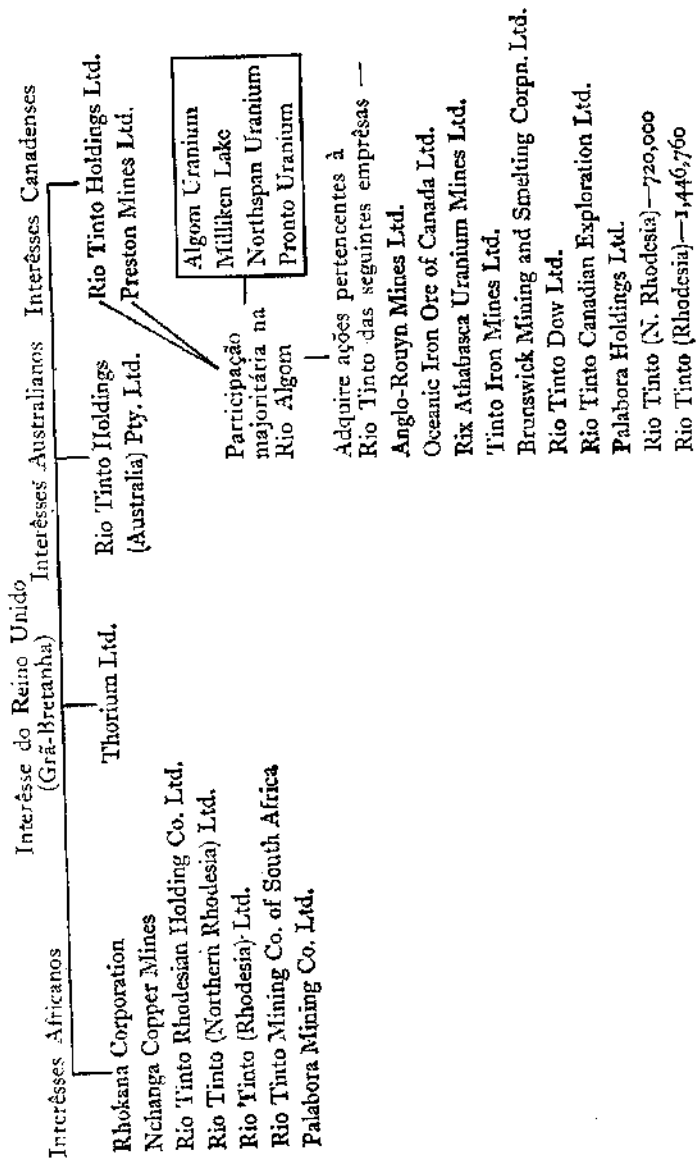 Interêsse do Reino Unido
(Grã-Bretanha)
Interêsses Africanos
Interêsses Australianos
Interêsses Canadenses
Rhokana Corporation
Nchanga Copper Mines
Rio Tinto Rhodesian Holding Co. Ltd.
Rio Tinto (Northern Rhodesia) Ltd.
Rio Tinto (Rhodesia) Ltd.
Rio Tinto Mining Co. of South Africa
Palabora Mining Co. Ltd.
Thorium Ltd.
Rio Tinto Holdings
(Australia) Pty. Ltd.
Rio Tinto Holdings Ltd.
Preston Mines Ltd.
Participação
majoritária na
Rio Algom
Algom Uranium
Milliken Lake
Northspan Uranium
Pronto Uranium
Adquire ações pertencentes à
Rio Tinto das seguintes emprêsas —
Anglo-Rouyn Mines Ltd.
Oceanic Iron Ore of Canada Ltd.
Rix Athabasca Uranium Mines Ltd.
Tinto Iron Mines Ltd.
Brunswick Mining and Smelting Corpn. Ltd.
Rio Tinto Dow Ltd.
Rio Tinto Canadian Exploration Ltd.
Palabora Holdings Ltd.
Rio Tinto (N. Rhodesia)—720,000
Rio Tinto (Rhodesia)—1,446,760